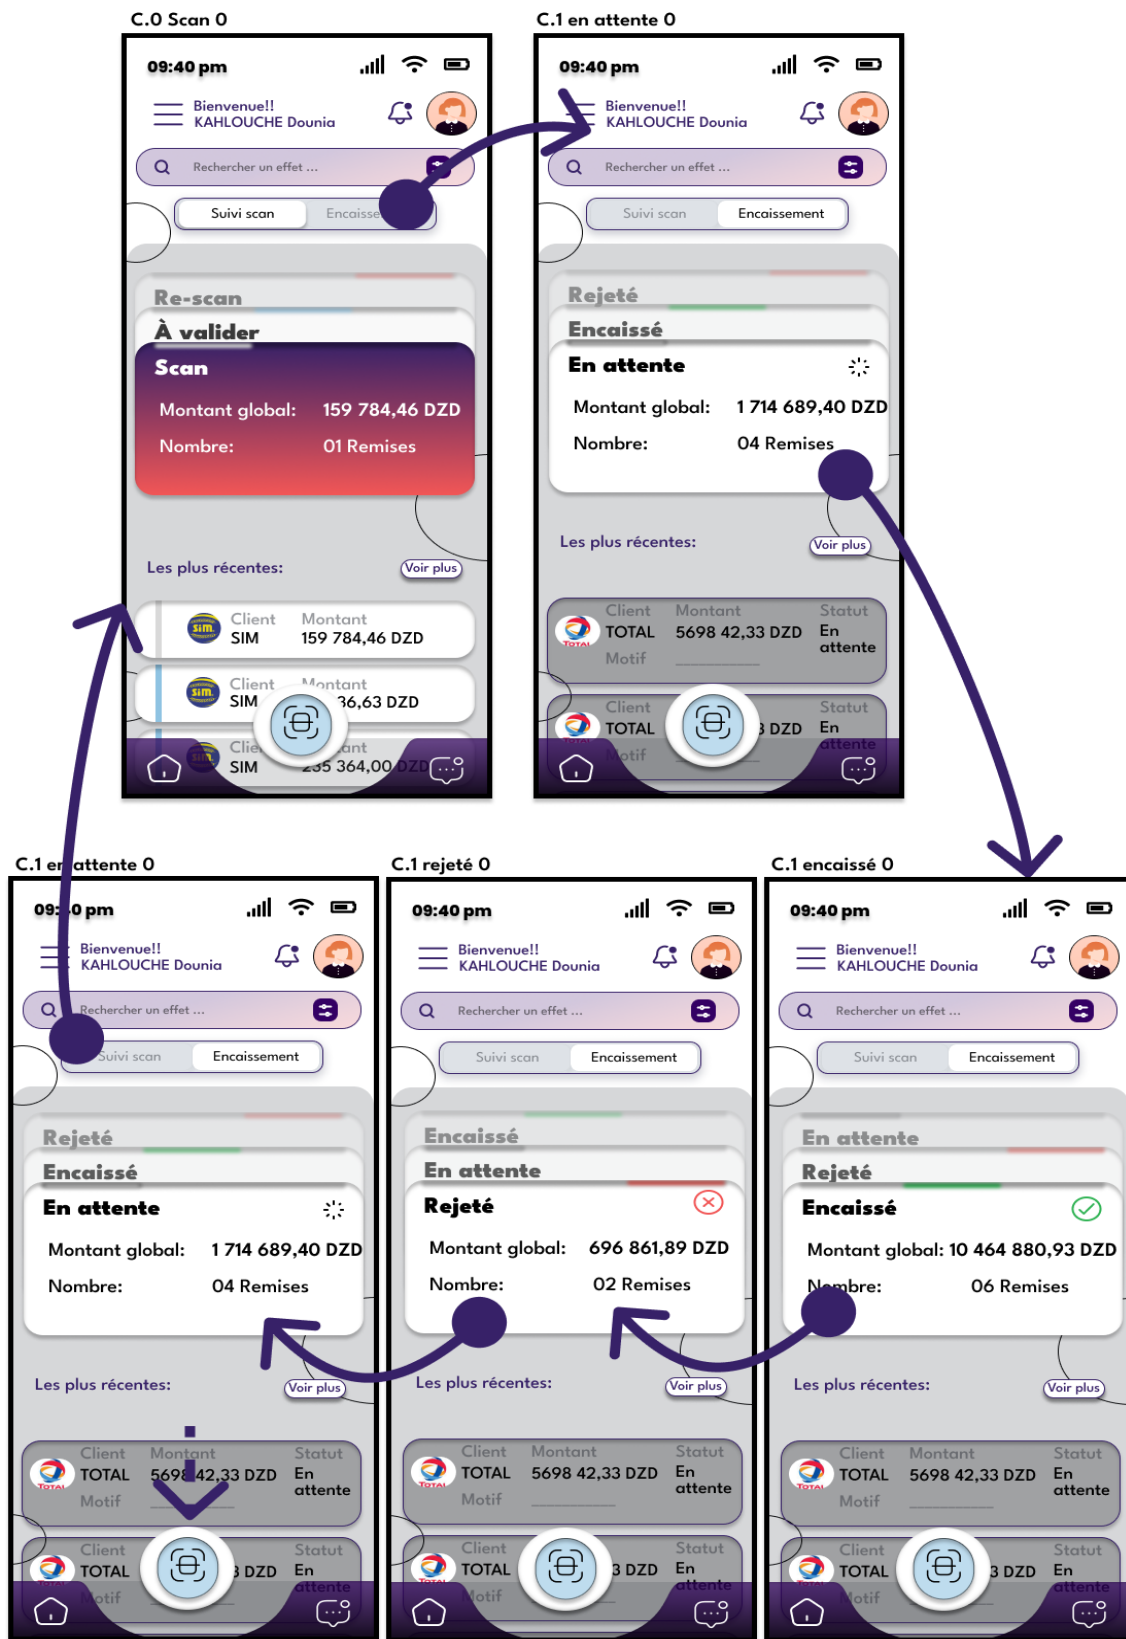 C.0 Scan 0
09:40 pm
Bienvenue!!
KAHLOUCHE Dounia
Rechercher un effet ...
Suivi scan
Re-scan
À valider
Scan
Montant global: 159 784,46 DZD
Nombre: 01 Remises
Les plus récentes: Voir plus
Client Montant
SIM 159 784,46 DZD
Client Montant
SIM 36,63 DZD
SIM 235 364,00 DZD
C.1 en attente 0
09:40 pm
Bienvenue!!
KAHLOUCHE Dounia
Rechercher un effet ...
Suivi scan Encaissement
Rejeté
Encaissé
En attente
Montant global: 1 714 689,40 DZD
Nombre: 04 Remises
Les plus récentes: Voir plus
Client Montant Statut
TOTAL 5698 42,33 DZD En
attente
Motif
Client Statut
TOTAL 3 DZD En
attente
Motif
C.1 en attente 0
09:40 pm
Bienvenue!!
KAHLOUCHE Dounia
Rechercher un effet ...
Suivi scan Encaissement
Rejeté
Encaissé
En attente
Montant global: 1 714 689,40 DZD
Nombre: 04 Remises
Les plus récentes: Voir plus
Client Montant Statut
TOTAL 5698 42,33 DZD En
attente
Motif
Client Statut
TOTAL 3 DZD En
attente
Motif
C.1 rejeté 0
09:40 pm
Bienvenue!!
KAHLOUCHE Dounia
Rechercher un effet ...
Suivi scan Encaissement
Encaissé
En attente
Rejeté
Montant global: 696 861,89 DZD
Nombre: 02 Remises
Les plus récentes: Voir plus
Client Montant Statut
TOTAL 5698 42,33 DZD En
attente
Motif
Client Statut
TOTAL 3 DZD En
attente
Motif
C.1 encaissé 0
09:40 pm
Bienvenue!!
KAHLOUCHE Dounia
Rechercher un effet ...
Suivi scan Encaissement
En attente
Rejeté
Encaissé
Montant global: 10 464 880,93 DZD
Nombre: 06 Remises
Les plus récentes: Voir plus
Client Montant Statut
TOTAL 5698 42,33 DZD En
attente
Motif
Client Statut
TOTAL 3 DZD En
attente
Motif